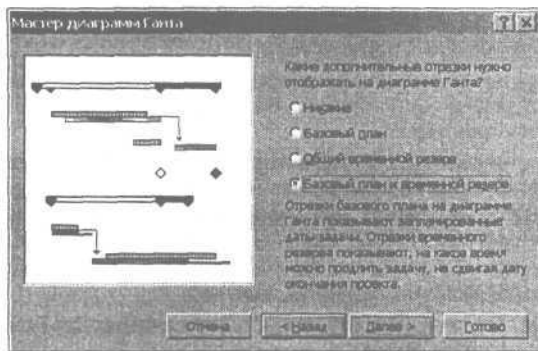 Мастер диаграмм Ганта
Какие дополнительные отрезки нужно
отображать на диаграмме Ганта?
Никакие
Базовый план
Общий временной резерв
Базовый план и временной резерв
Отрезки базового плана на диаграмме
Ганта показывают запланированные
даты задачи. Отрезки временного
резерва показывают, на какое время
можно продлить задачу, не сдвигая дату
окончания проекта.
Отмена
< Назад
Далее >
Готово